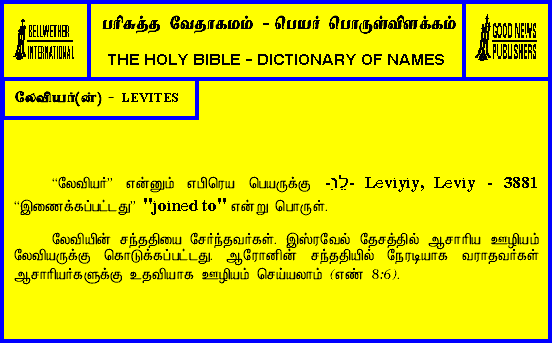 BELLWETHER
INTERNATIONAL
பரிசுத்த வேதாகமம் - பெயர் பொருள்விளக்கம்
THE HOLY BIBLE - DICTIONARY OF NAMES
GOOD NEWS
PUBLISHERS
லேவியர்(ன்) - LEVITES
“லேவியர்” என்னும் எபிரெய பெயருக்கு -לֵוִי- Leviyiy, Leviy - 3881
“இணைக்கப்பட்டது” "joined to" என்று பொருள்.
லேவியின் சந்ததியை சேர்ந்தவர்கள். இஸ்ரவேல் தேசத்தில் ஆசாரிய ஊழியம்
லேவியருக்கு கொடுக்கப்பட்டது. ஆரோனின் சந்ததியில் நேரடியாக வராதவர்கள்
ஆசாரியர்களுக்கு உதவியாக ஊழியம் செய்யலாம் (எண் 8:6).